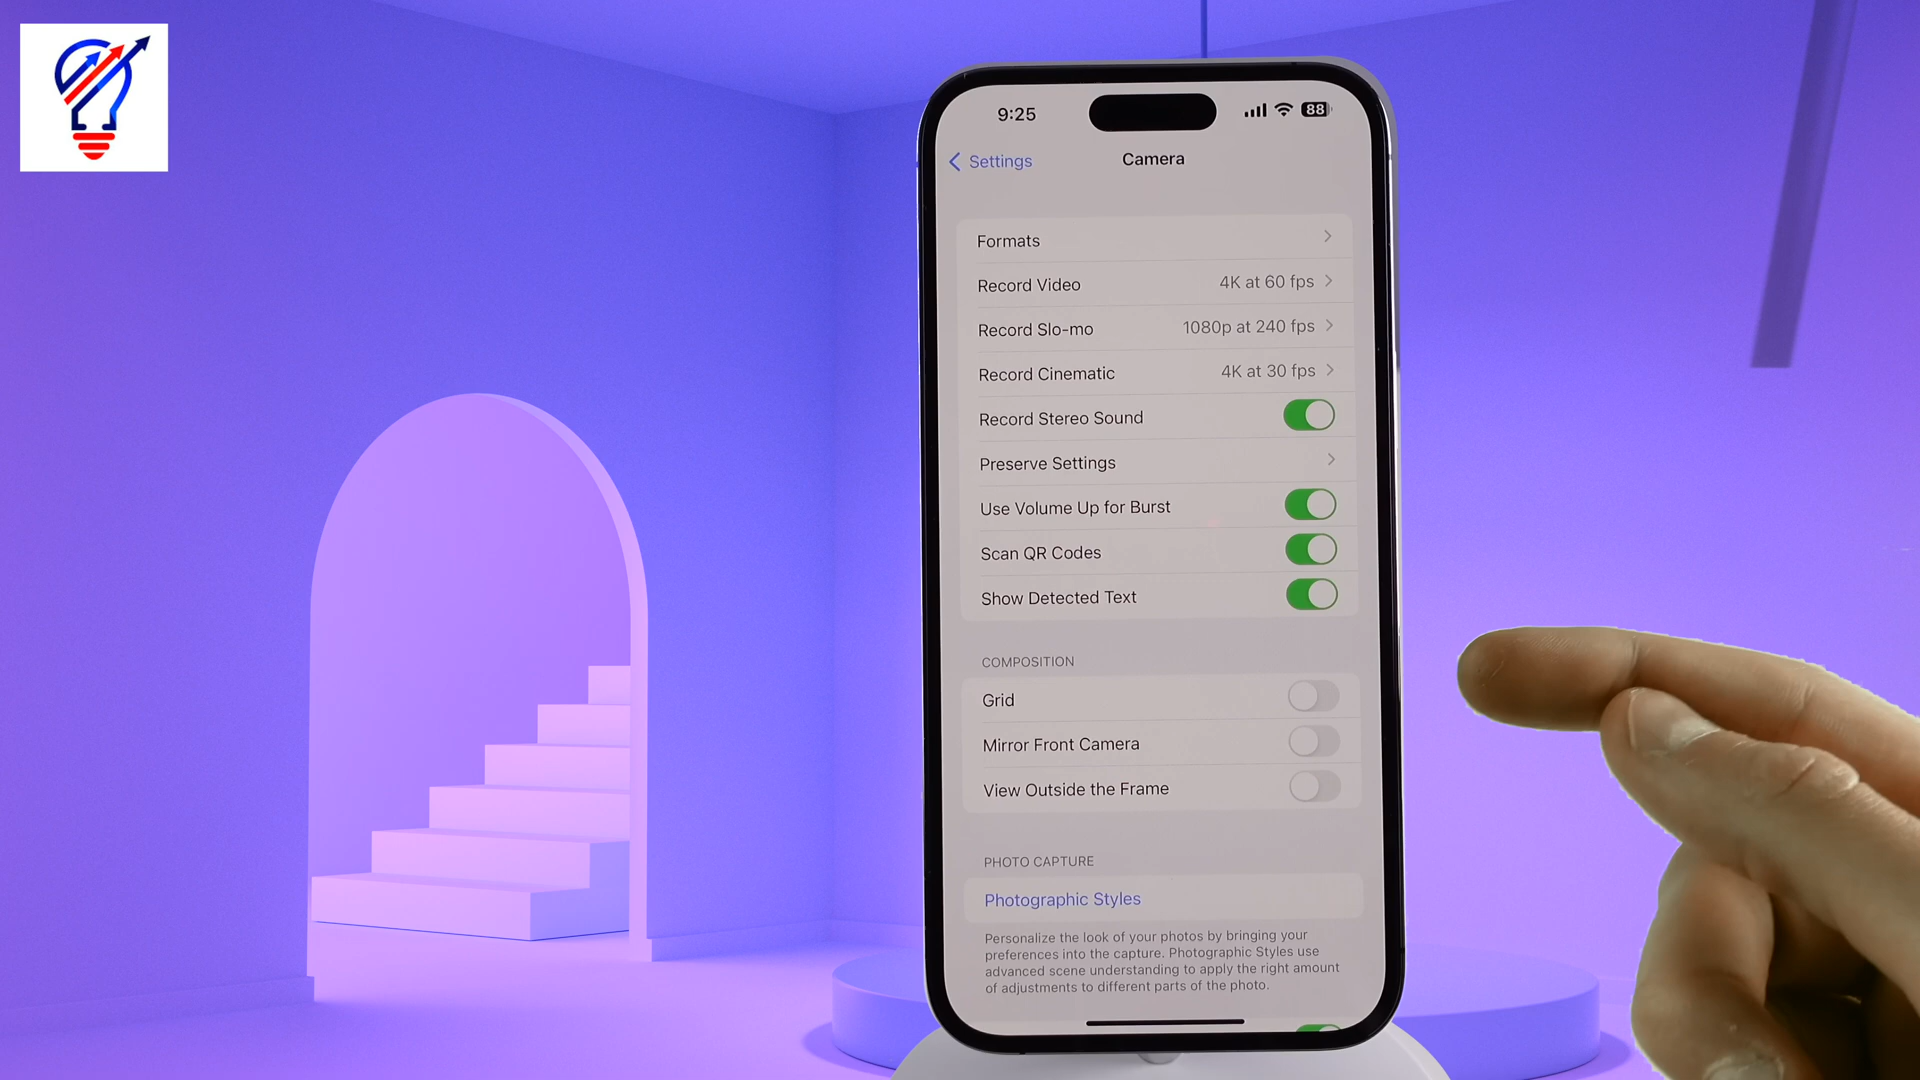 9:25
88
Settings
Camera
Formats
Record Video 4K at 60 fps
Record Slo-mo 1080p at 240 fps
Record Cinematic 4K at 30 fps
Record Stereo Sound
Preserve Settings
Use Volume Up for Burst
Scan QR Codes
Show Detected Text
COMPOSITION
Grid
Mirror Front Camera
View Outside the Frame
PHOTO CAPTURE
Photographic Styles
Personalize the look of your photos by bringing your
preferences into the capture. Photographic Styles use
advanced scene understanding to apply the right amount
of adjustments to different parts of the photo.